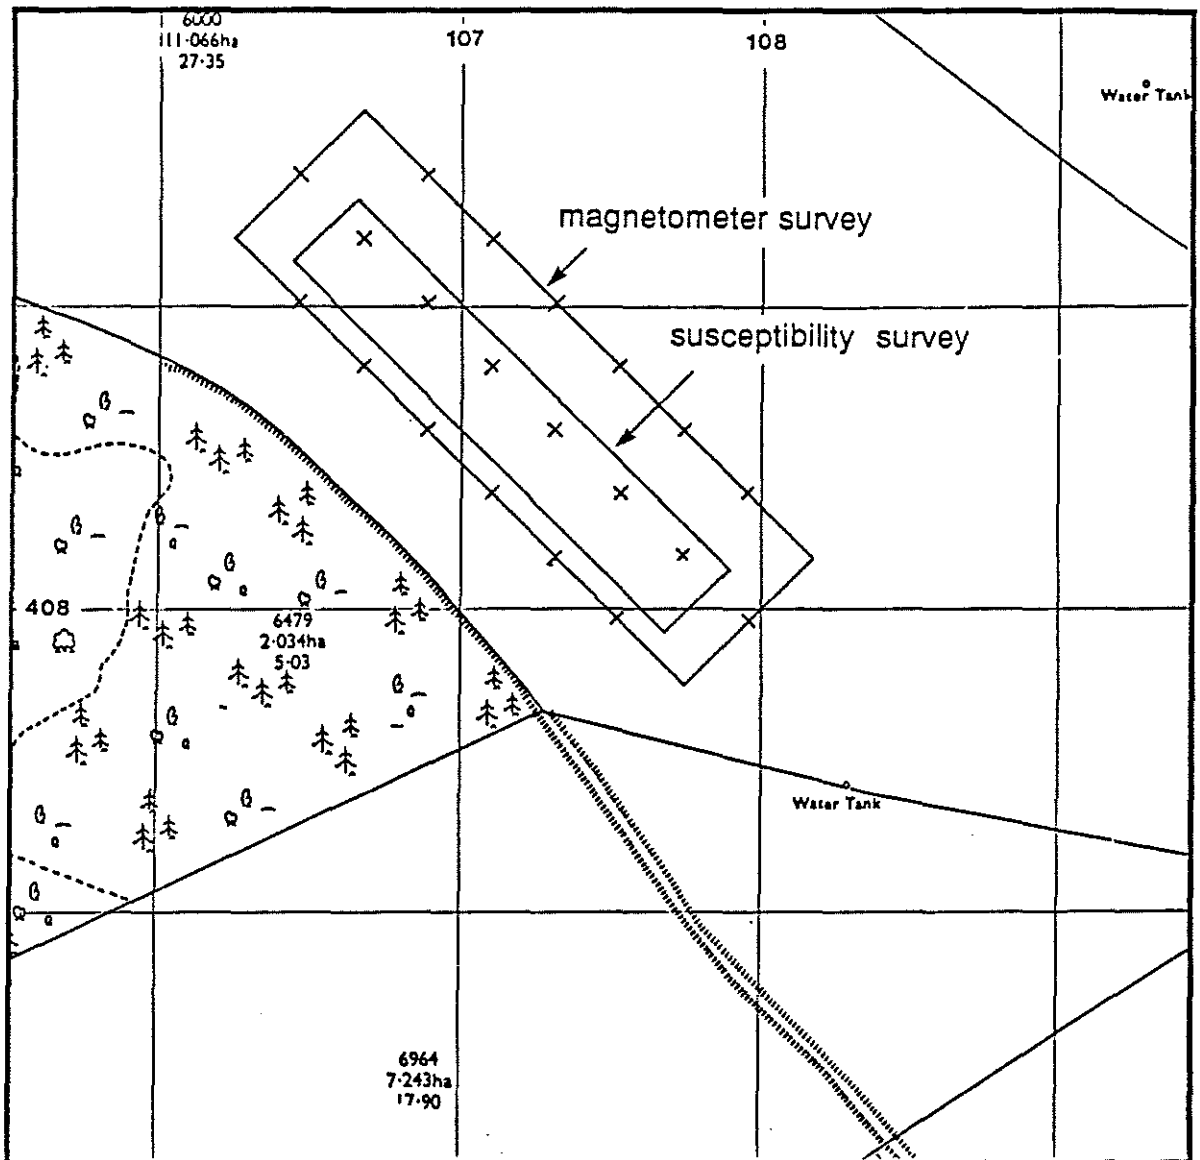 6000
11·066ha
27·35
107
108
Water Tank
magnetometer survey
susceptibility survey
408
6479
2·034ha
5·03
Water Tank
6964
7·243ha
17·90